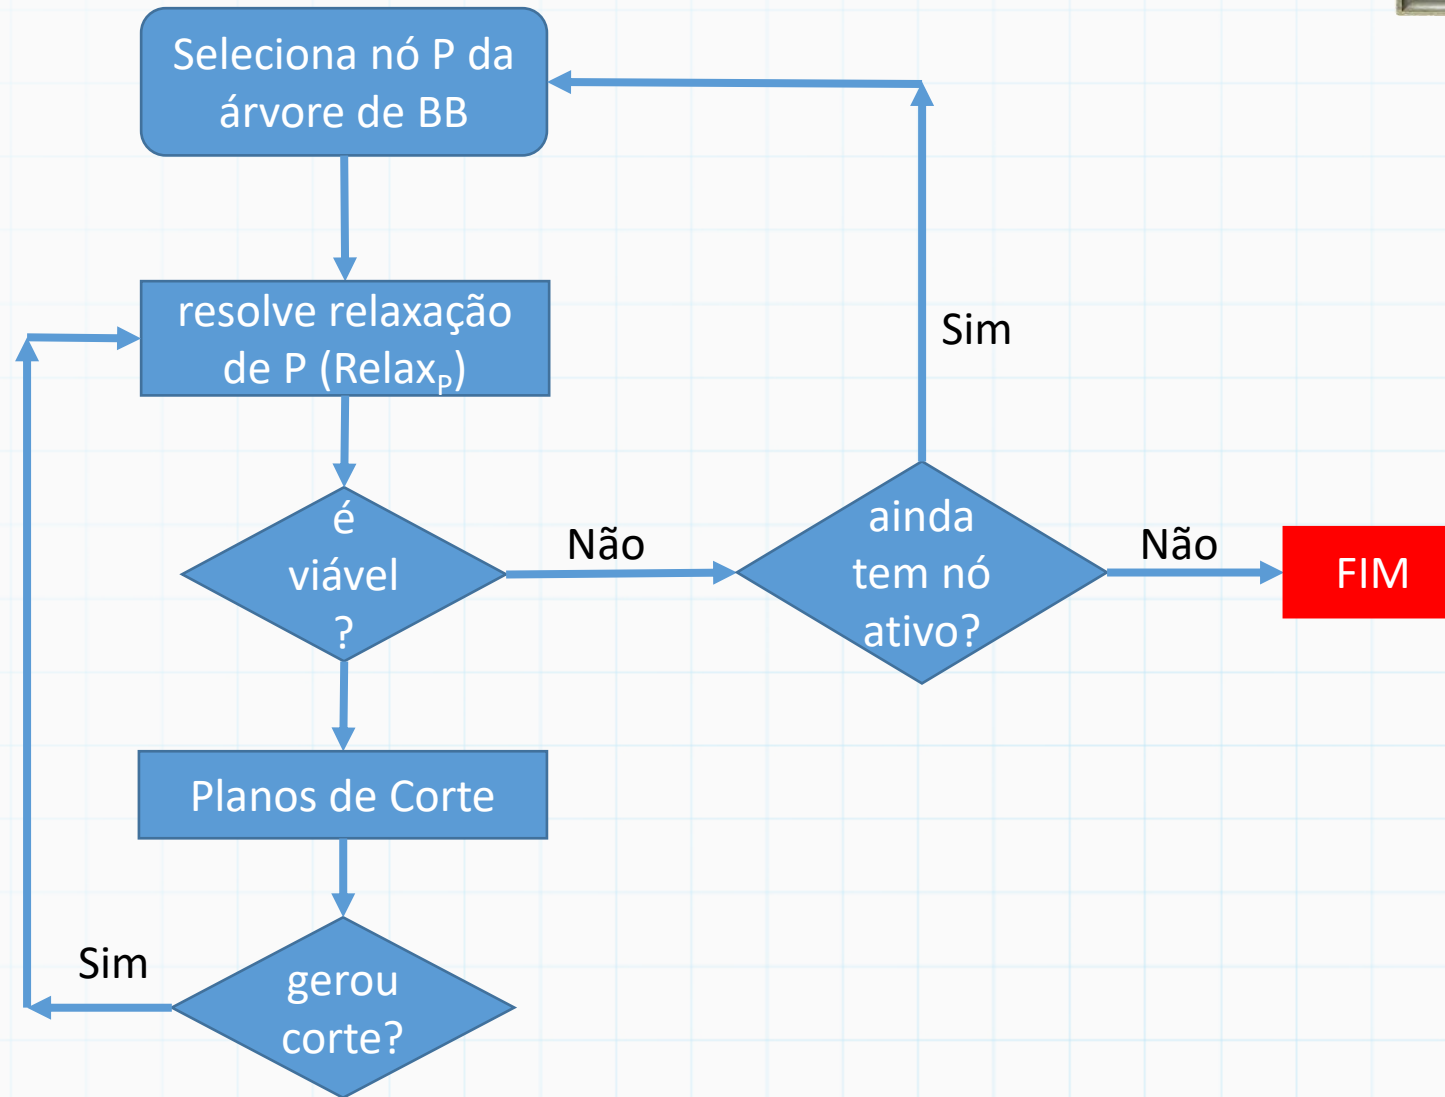 Seleciona nó P da
árvore de BB
resolve relaxação
de P (Relaxₚ)
Sim
é
viável
?
Não
ainda
tem nó
ativo?
Não
FIM
Planos de Corte
Sim
gerou
corte?